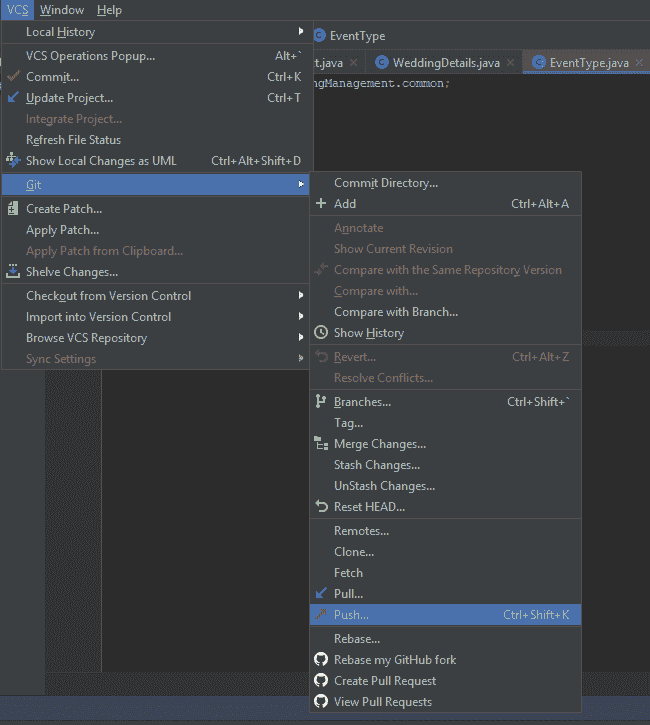 VCS Window Help
Local History
EventType
VCS Operations Popup... Alt+`
t.java WeddingDetails.java EventType.java
Commit... Ctrl+K
ngManagement.common;
Update Project... Ctrl+T
Integrate Project...
Refresh File Status
Show Local Changes as UML Ctrl+Alt+Shift+D
Git
Create Patch...
Apply Patch...
Apply Patch from Clipboard...
Shelve Changes...
Checkout from Version Control
Import into Version Control
Browse VCS Repository
Sync Settings
Commit Directory...
Add Ctrl+Alt+A
Annotate
Show Current Revision
Compare with the Same Repository Version
Compare with...
Compare with Branch...
Show History
Revert... Ctrl+Alt+Z
Resolve Conflicts...
Branches... Ctrl+Shift+`
Tag...
Merge Changes...
Stash Changes...
UnStash Changes...
Reset HEAD...
Remotes...
Clone...
Fetch
Pull...
Push... Ctrl+Shift+K
Rebase...
Rebase my GitHub fork
Create Pull Request
View Pull Requests